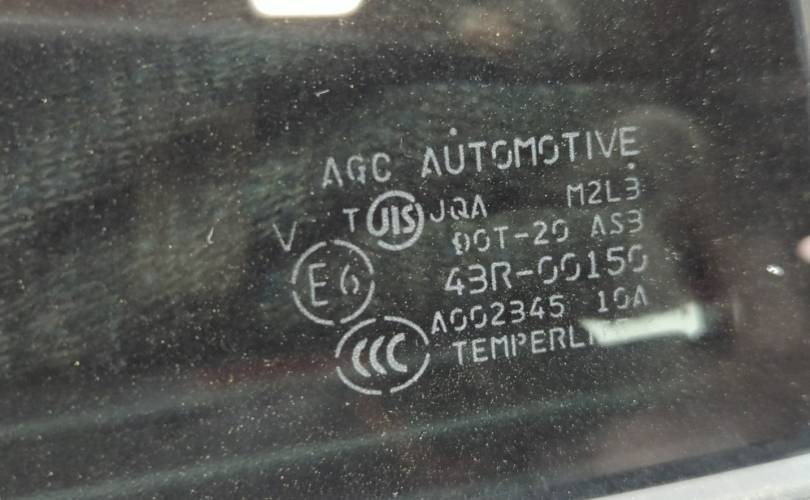 AGC AUTOMOTIVE
T JIS JQA M2L3
V DOT-20 AS3
E6 43R-00150
A002345 10A
CCC